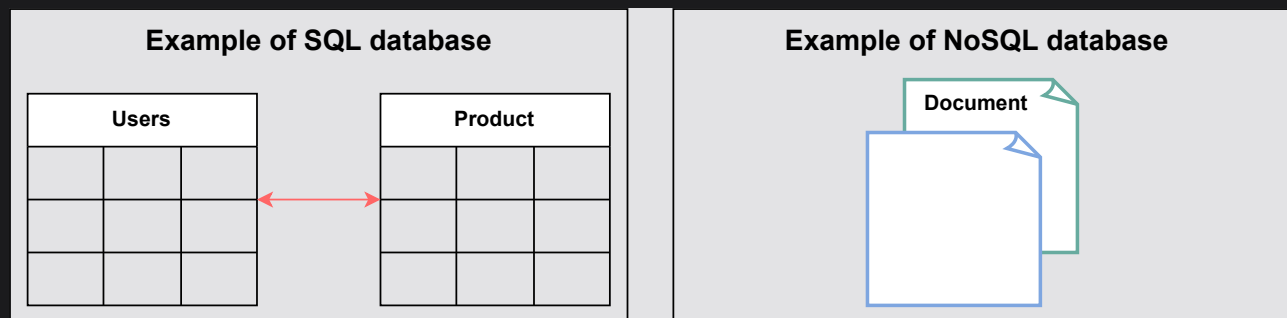 Example of SQL database
Users
Product
Example of NoSQL database
Document